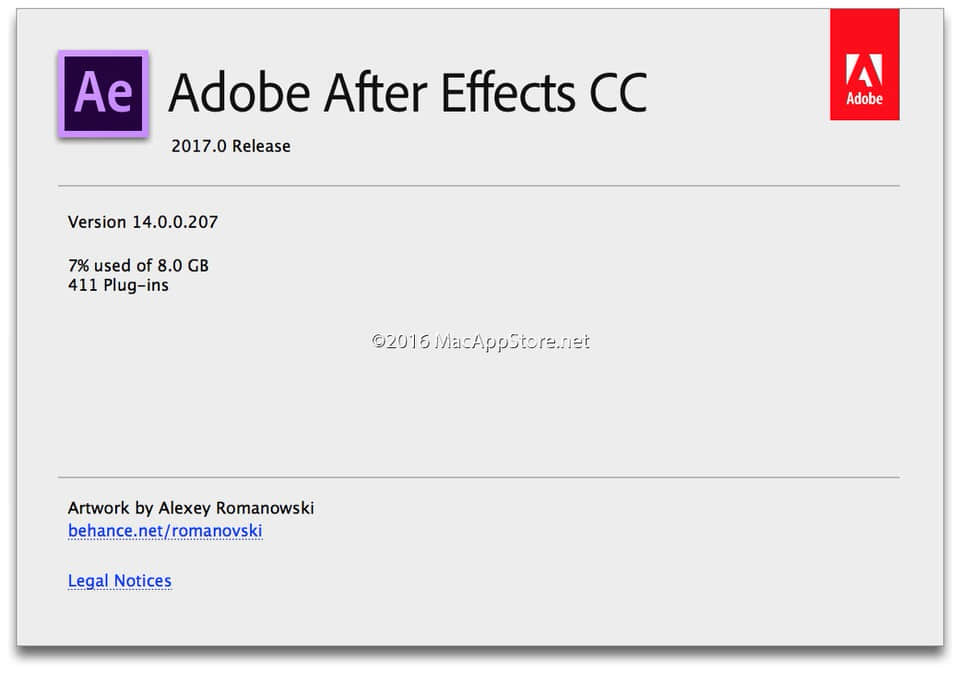 Ae
Adobe After Effects CC
Adobe
2017.0 Release
Version 14.0.0.207
7% used of 8.0 GB
411 Plug-ins
©2016 MacAppStore.net
Artwork by Alexey Romanowski
behance.net/romanovski
Legal Notices